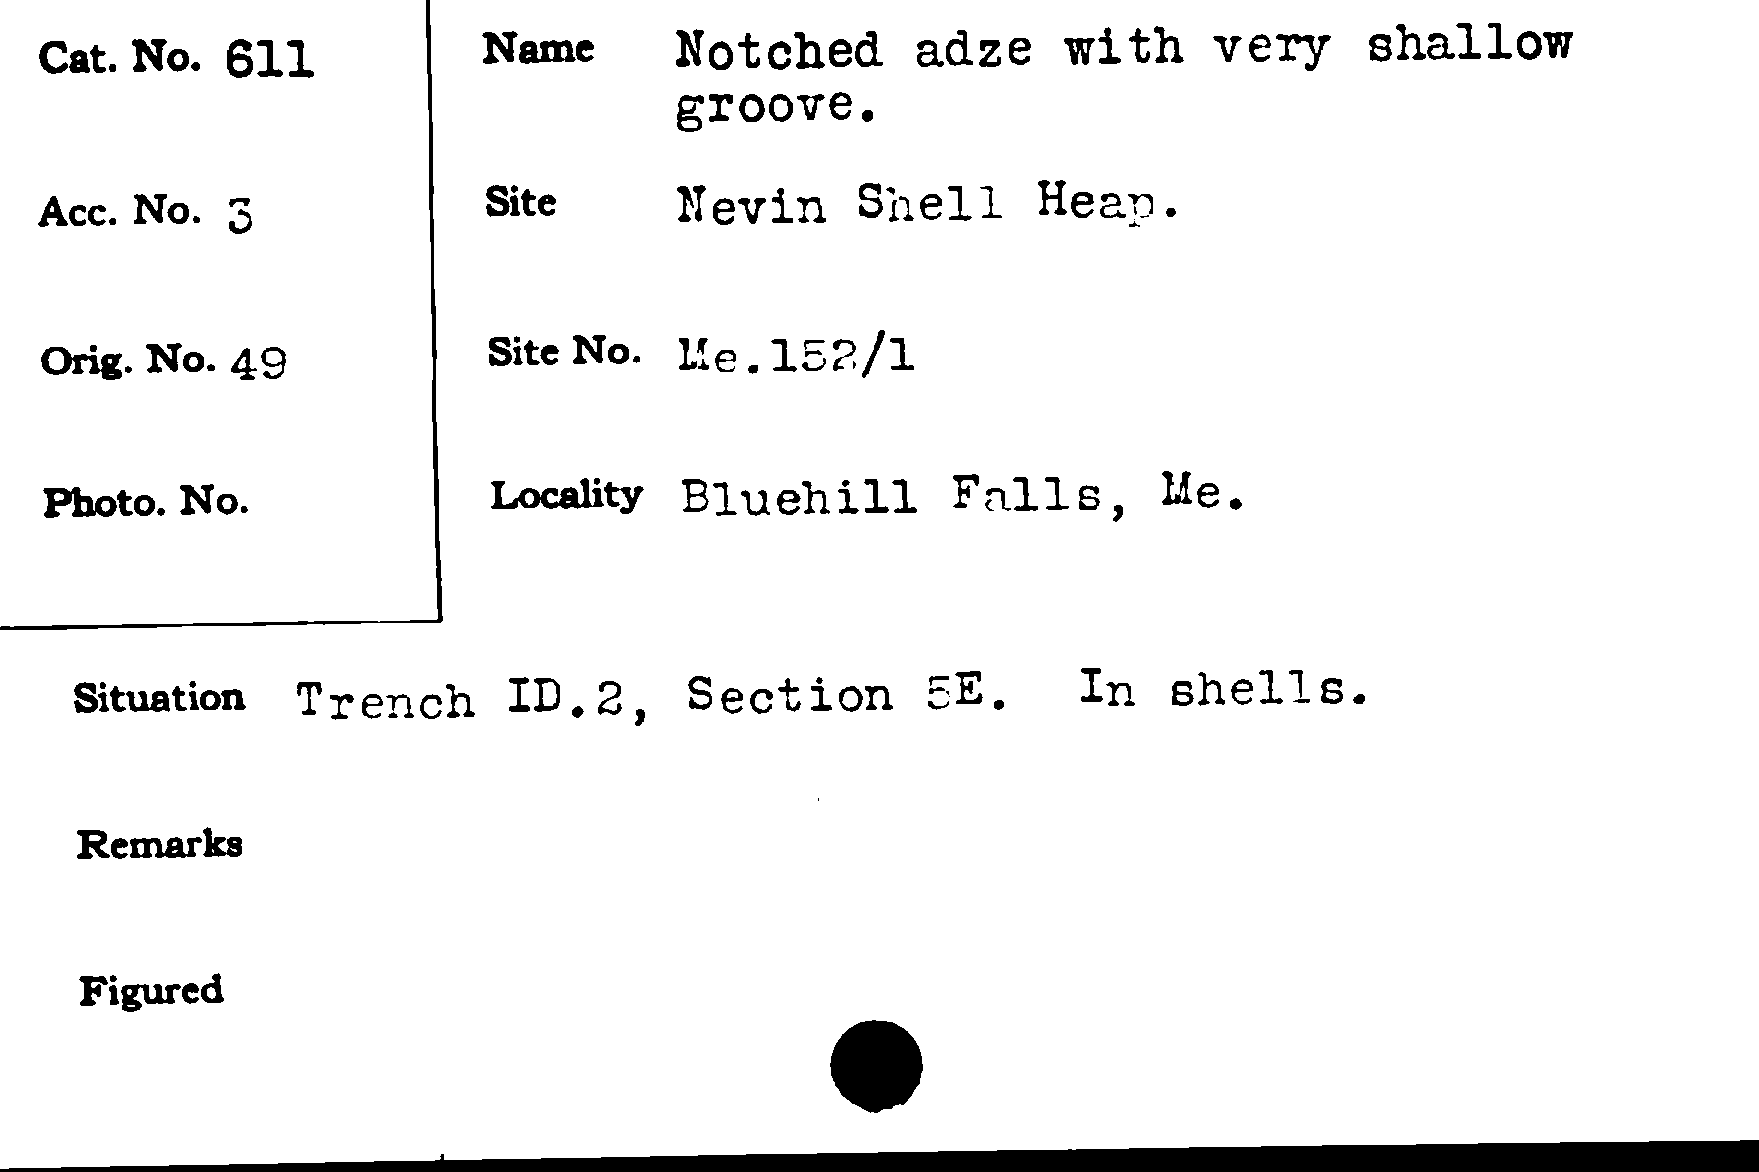 Cat. No. 611
Name Notched adze with very shallow
groove.
Acc. No. 3
Site Nevin Shell Heap.
Orig. No. 49
Site No. Me.152/1
Photo. No.
Locality Bluehill Falls, Me.
Situation Trench ID.2, Section 5E. In shells.
Remarks
Figured